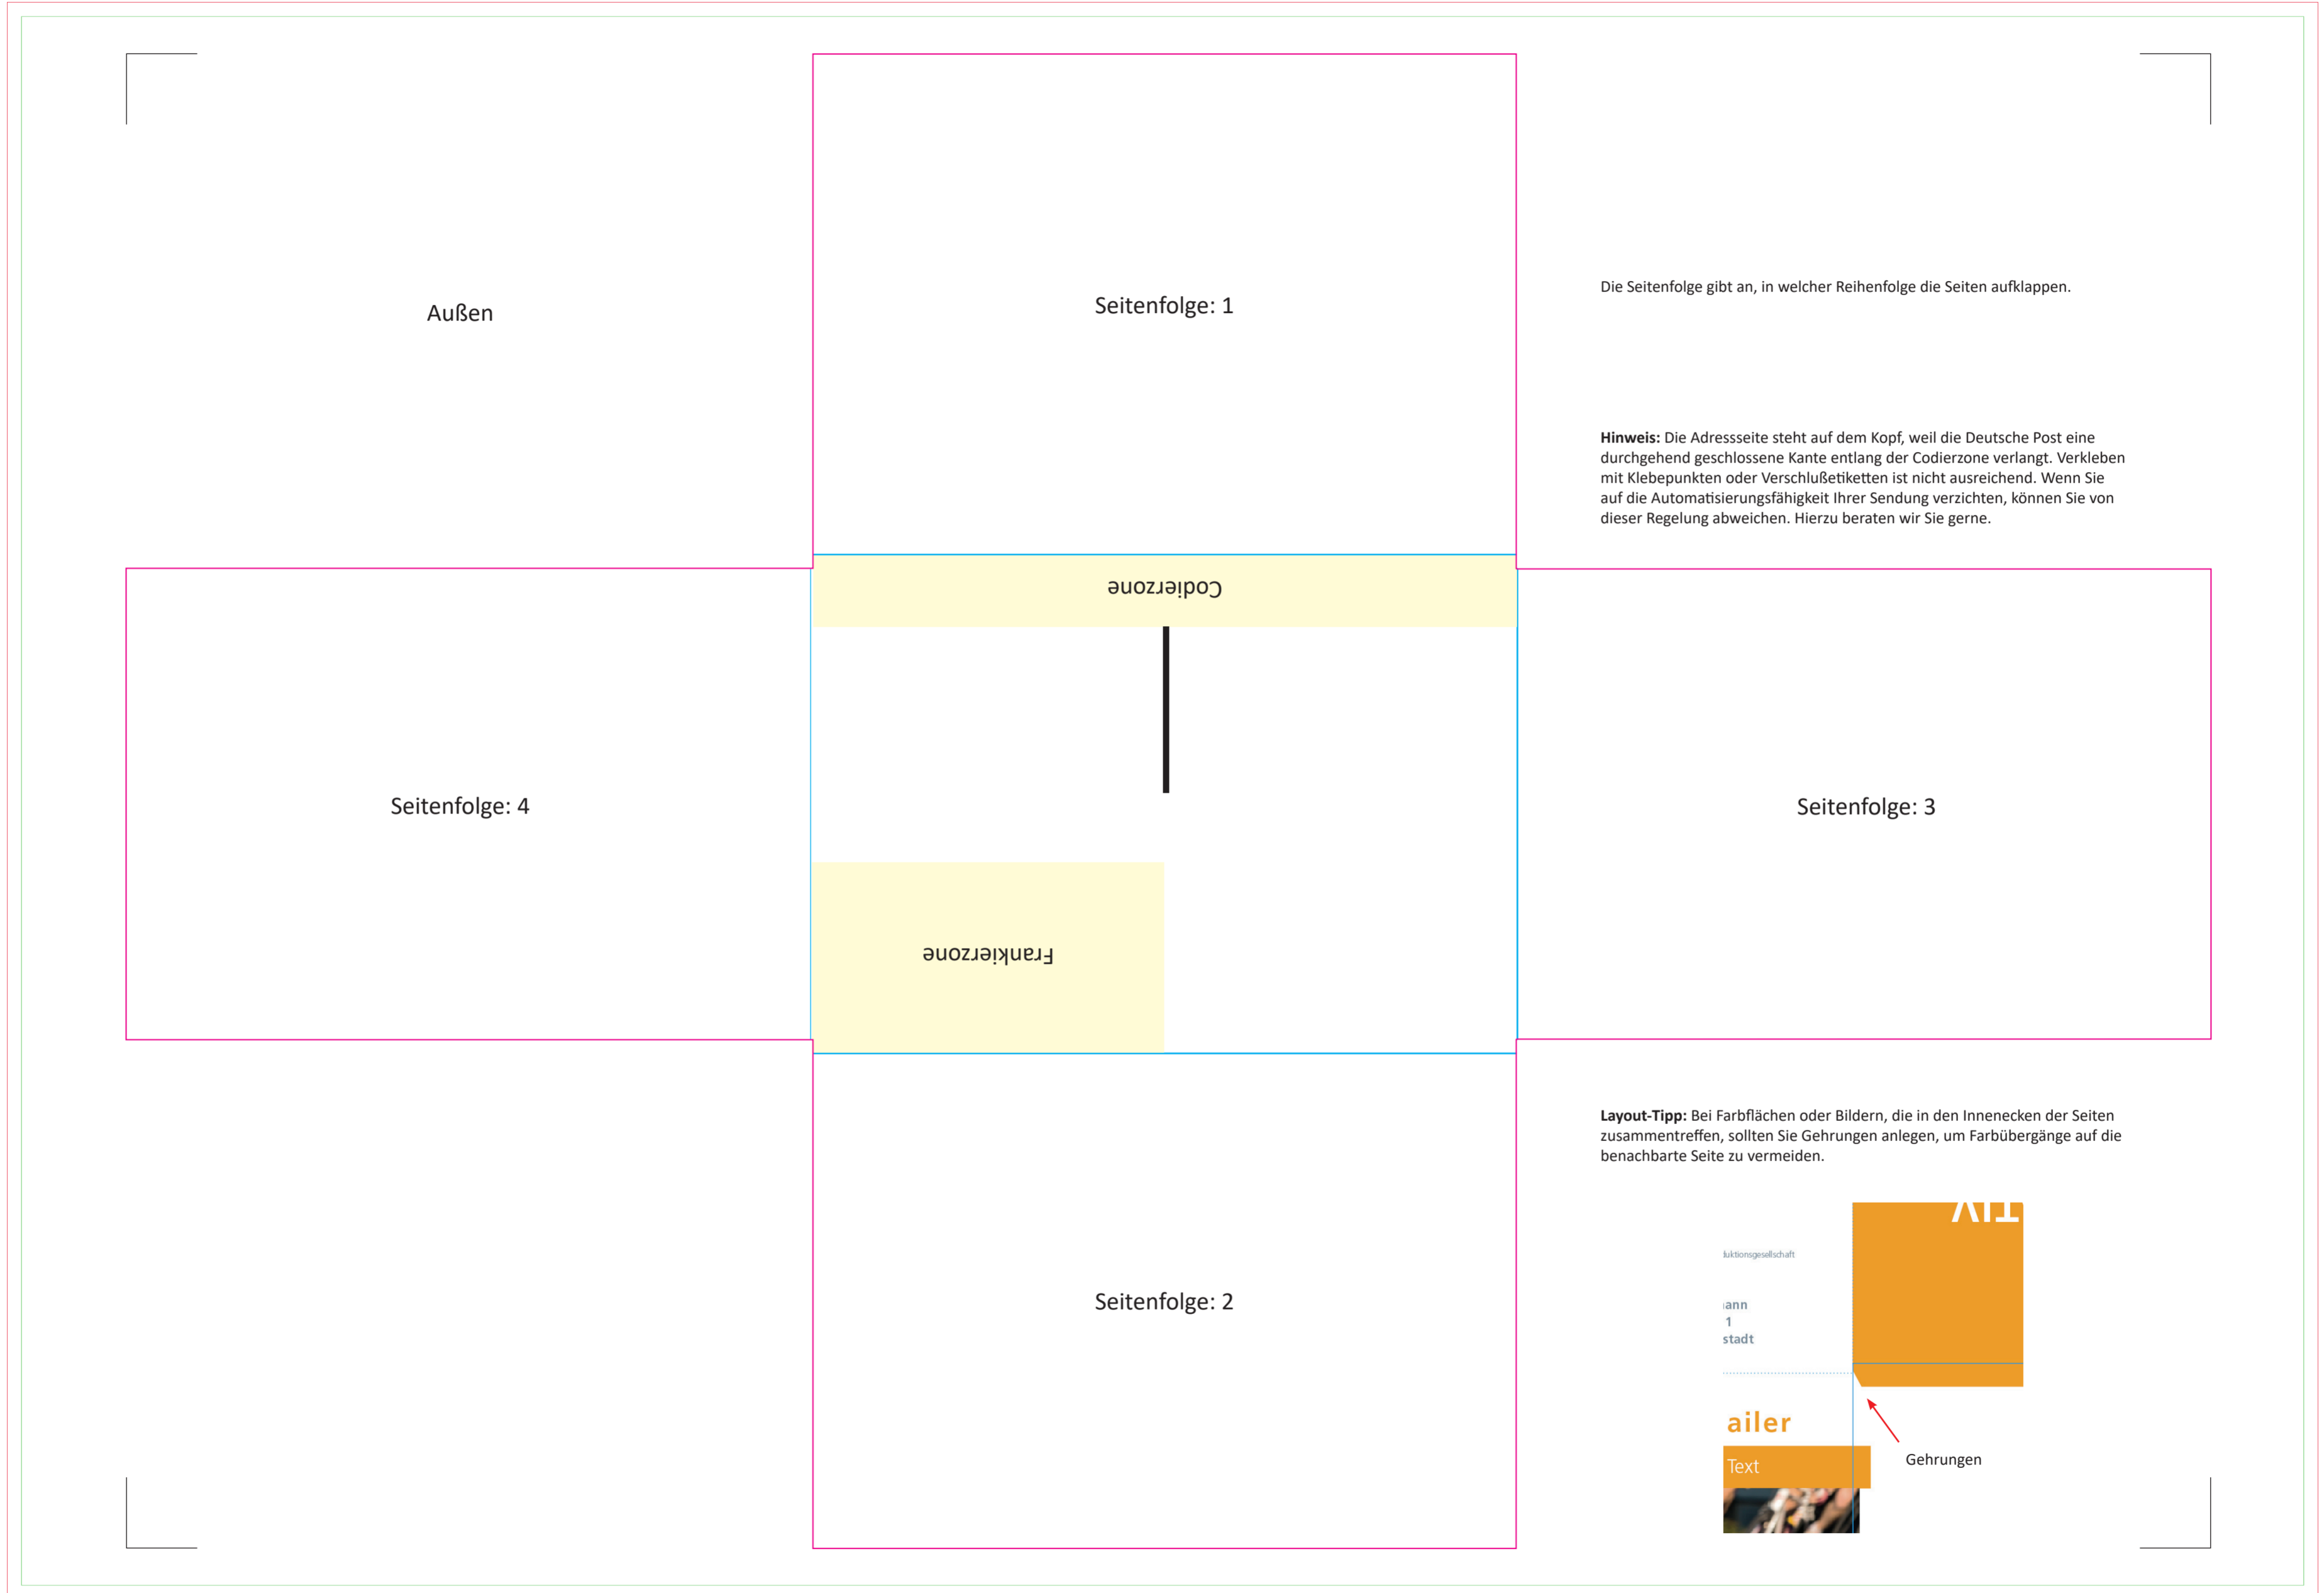 Außen
Seitenfolge: 1
Die Seitenfolge gibt an, in welcher Reihenfolge die Seiten aufklappen.
Hinweis: Die Adressseite steht auf dem Kopf, weil die Deutsche Post eine
durchgehend geschlossene Kante entlang der Codierzone verlangt. Verkleben
mit Klebepunkten oder Verschlußetiketten ist nicht ausreichend. Wenn Sie
auf die Automatisierungsfähigkeit Ihrer Sendung verzichten, können Sie von
dieser Regelung abweichen. Hierzu beraten wir Sie gerne.
Codierzone
Seitenfolge: 4
Seitenfolge: 3
Frankierzone
Seitenfolge: 2
Layout-Tipp: Bei Farbflächen oder Bildern, die in den Innenecken der Seiten
zusammentreffen, sollten Sie Gehrungen anlegen, um Farbübergänge auf die
benachbarte Seite zu vermeiden.
duktionsgesellschaft
ann
1
stadt
ailer
Text
Gehrungen